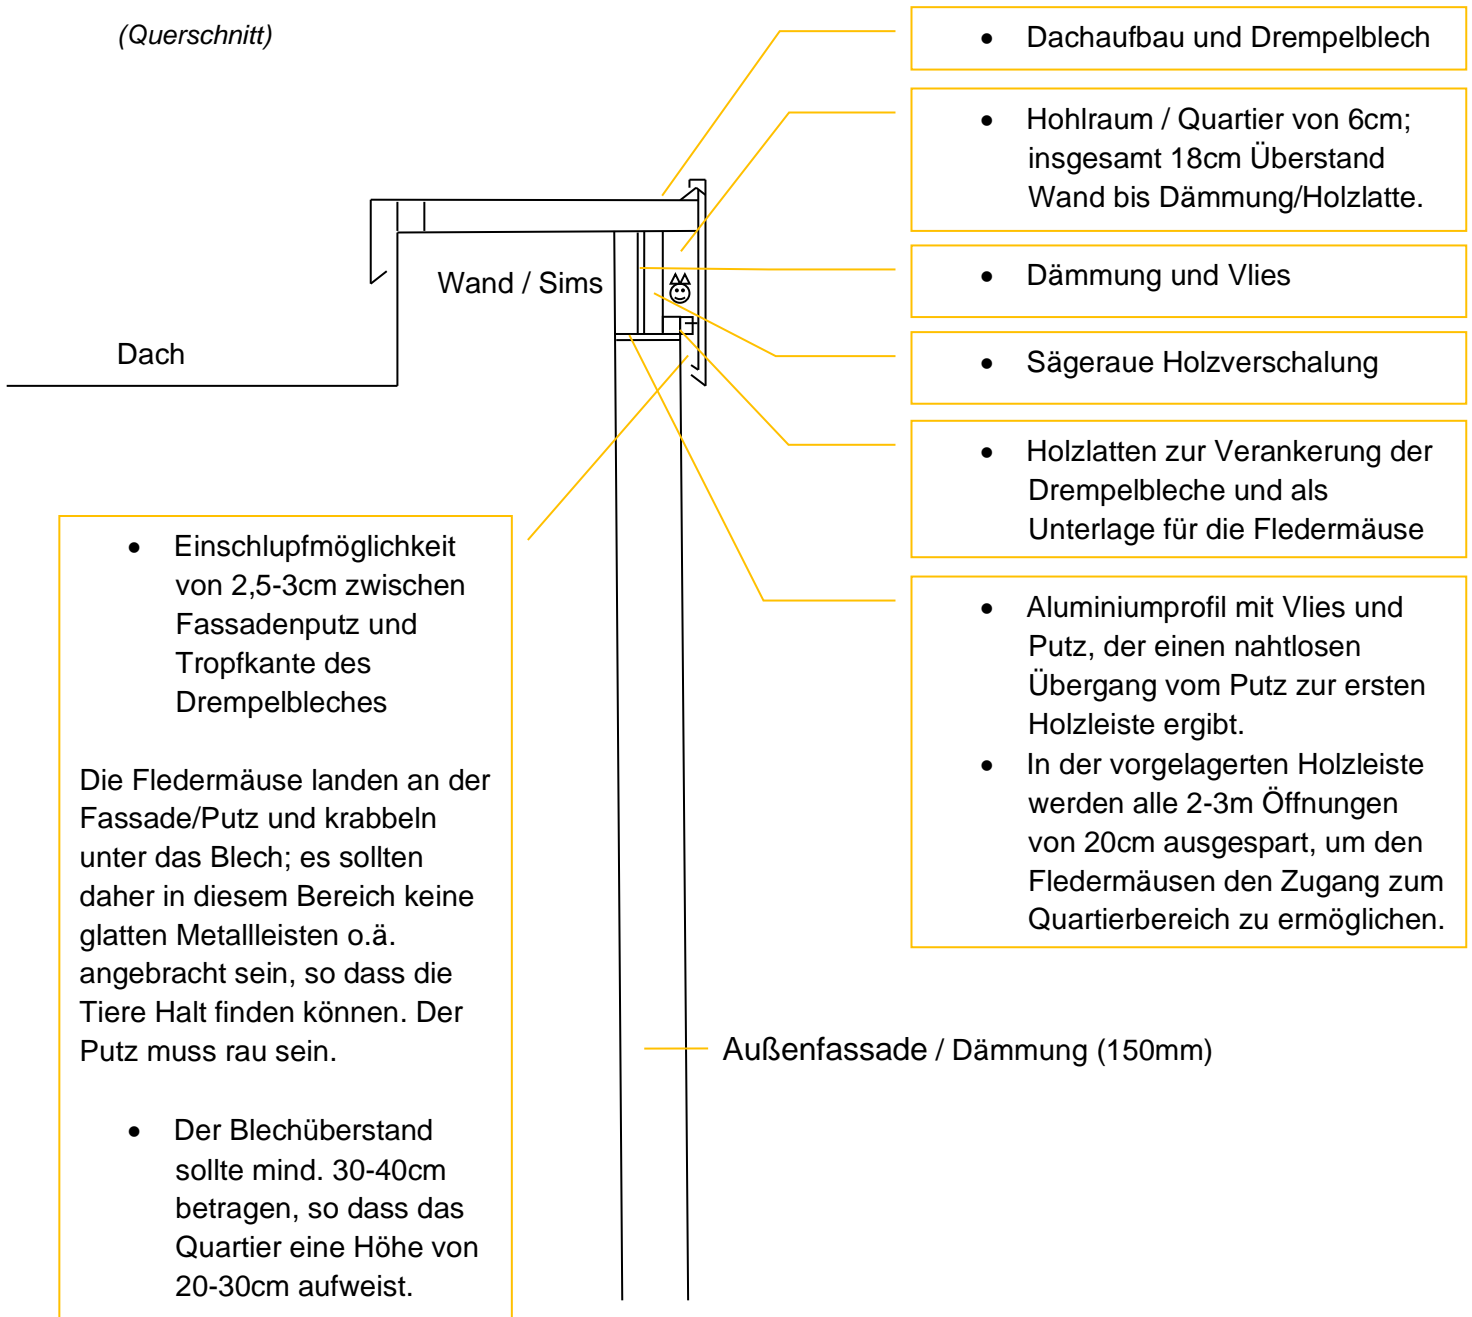 (Querschnitt)
• Dachaufbau und Drempelblech
• Hohlraum / Quartier von 6cm;
insgesamt 18cm Überstand
Wand bis Dämmung/Holzlatte.
Wand / Sims
• Dämmung und Vlies
Dach
• Sägeraue Holzverschalung
• Holzlatten zur Verankerung der
Drempelbleche und als
Unterlage für die Fledermäuse
• Einschlupfmöglichkeit
von 2,5-3cm zwischen
Fassadenputz und
Tropfkante des
Drempelbleches
Die Fledermäuse landen an der
Fassade/Putz und krabbeln
unter das Blech; es sollten
daher in diesem Bereich keine
glatten Metallleisten o.ä.
angebracht sein, so dass die
Tiere Halt finden können. Der
Putz muss rau sein.
• Der Blechüberstand
sollte mind. 30-40cm
betragen, so dass das
Quartier eine Höhe von
20-30cm aufweist.
• Aluminiumprofil mit Vlies und
Putz, der einen nahtlosen
Übergang vom Putz zur ersten
Holzleiste ergibt.
• In der vorgelagerten Holzleiste
werden alle 2-3m Öffnungen
von 20cm ausgespart, um den
Fledermäusen den Zugang zum
Quartierbereich zu ermöglichen.
Außenfassade / Dämmung (150mm)